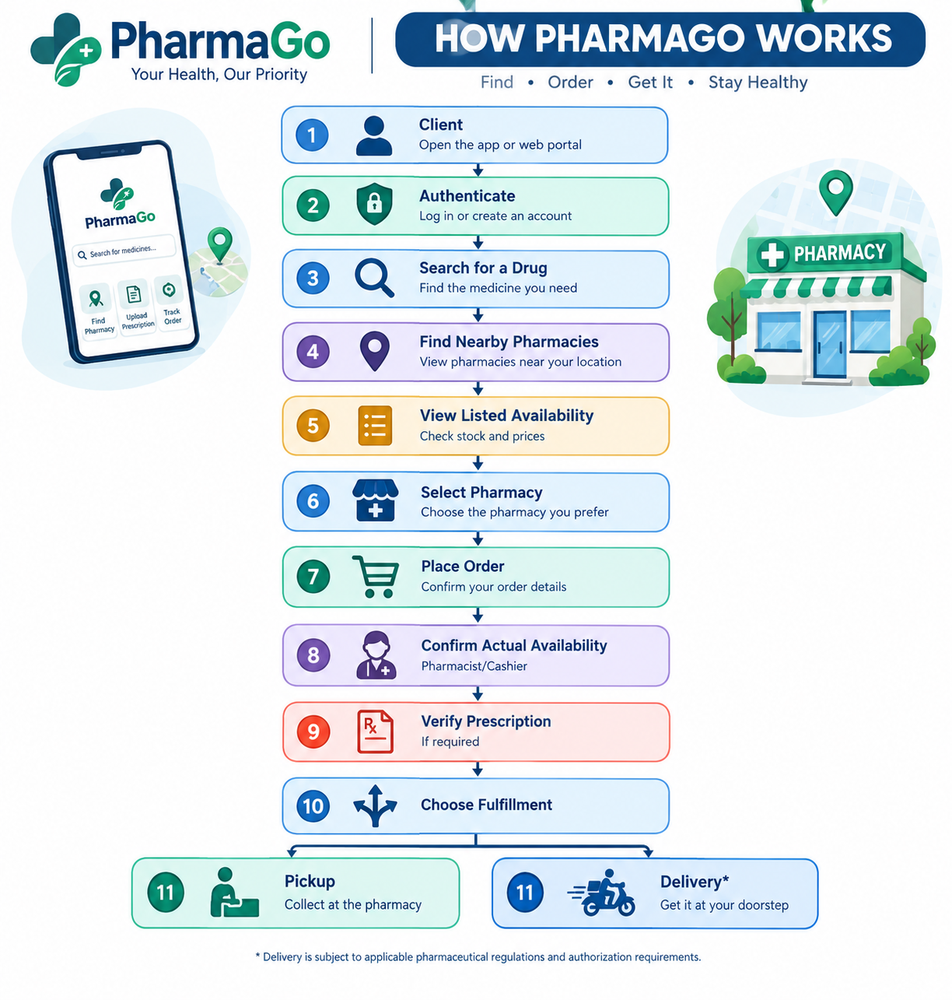 PharmaGo
Your Health, Our Priority
HOW PHARMAGO WORKS
Find • Order • Get It • Stay Healthy
PharmaGo
Search for medicines...
Find
Pharmacy
Upload
Prescription
Track
Order
PHARMACY
1
Client
Open the app or web portal
2
Authenticate
Log in or create an account
3
Search for a Drug
Find the medicine you need
4
Find Nearby Pharmacies
View pharmacies near your location
5
View Listed Availability
Check stock and prices
6
Select Pharmacy
Choose the pharmacy you prefer
7
Place Order
Confirm your order details
8
Confirm Actual Availability
Pharmacist/Cashier
9
Rx
Verify Prescription
If required
10
Choose Fulfillment
11
Pickup
Collect at the pharmacy
11
Delivery*
Get it at your doorstep
* Delivery is subject to applicable pharmaceutical regulations and authorization requirements.